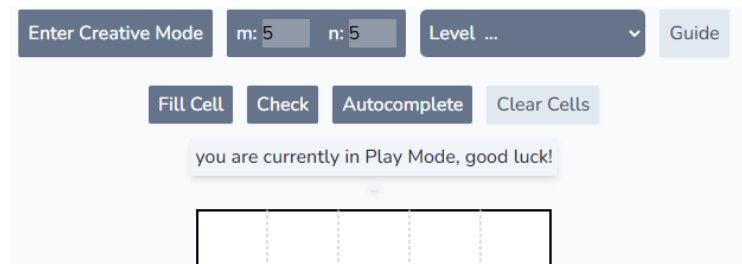 Enter Creative Mode m: 5 n: 5 Level ... Guide
Fill Cell Check Autocomplete Clear Cells
you are currently in Play Mode, good luck!